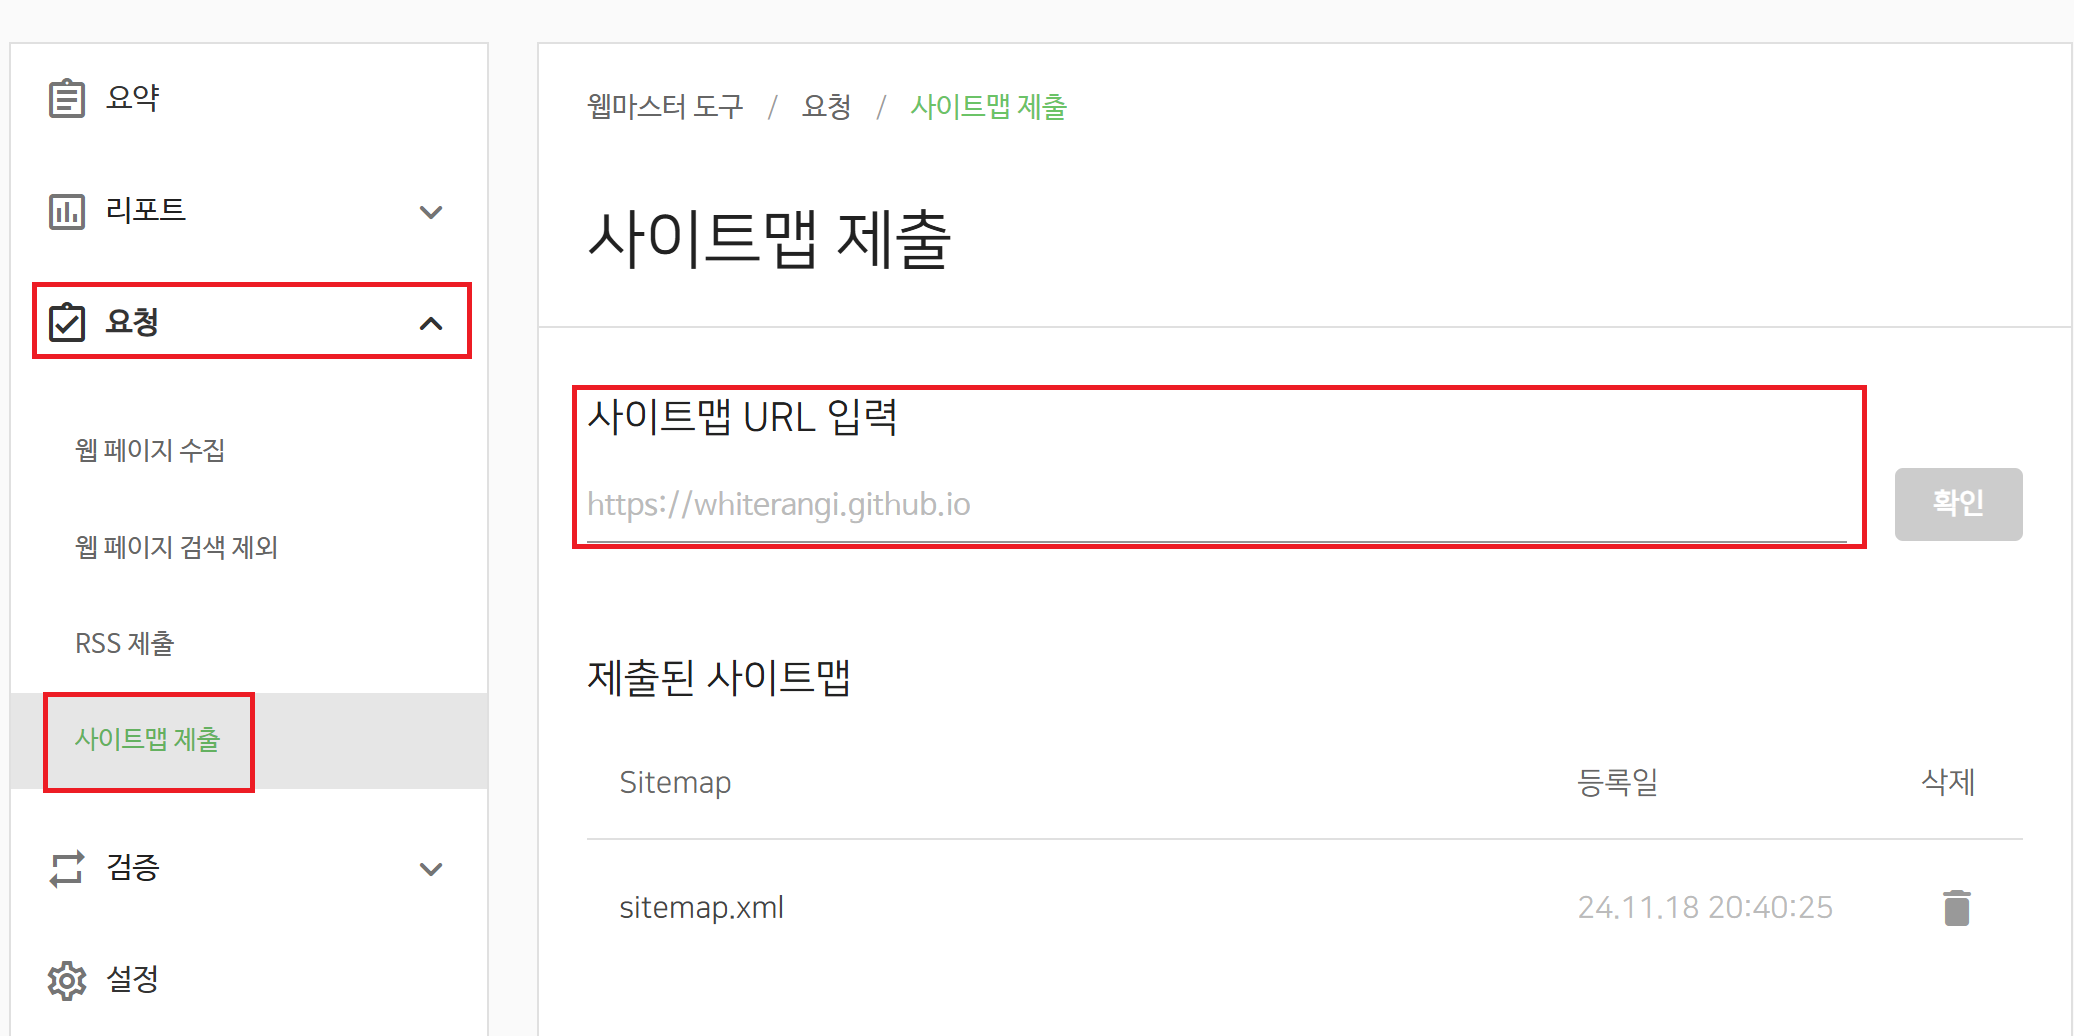 요약
리포트
요청
웹 페이지 수집
웹 페이지 검색 제외
RSS 제출
사이트맵 제출
검증
설정
웹마스터 도구 / 요청 / 사이트맵 제출
사이트맵 제출
사이트맵 URL 입력
https://whiterangi.github.io
확인
제출된 사이트맵
Sitemap 등록일 삭제
sitemap.xml 24.11.18 20:40:25